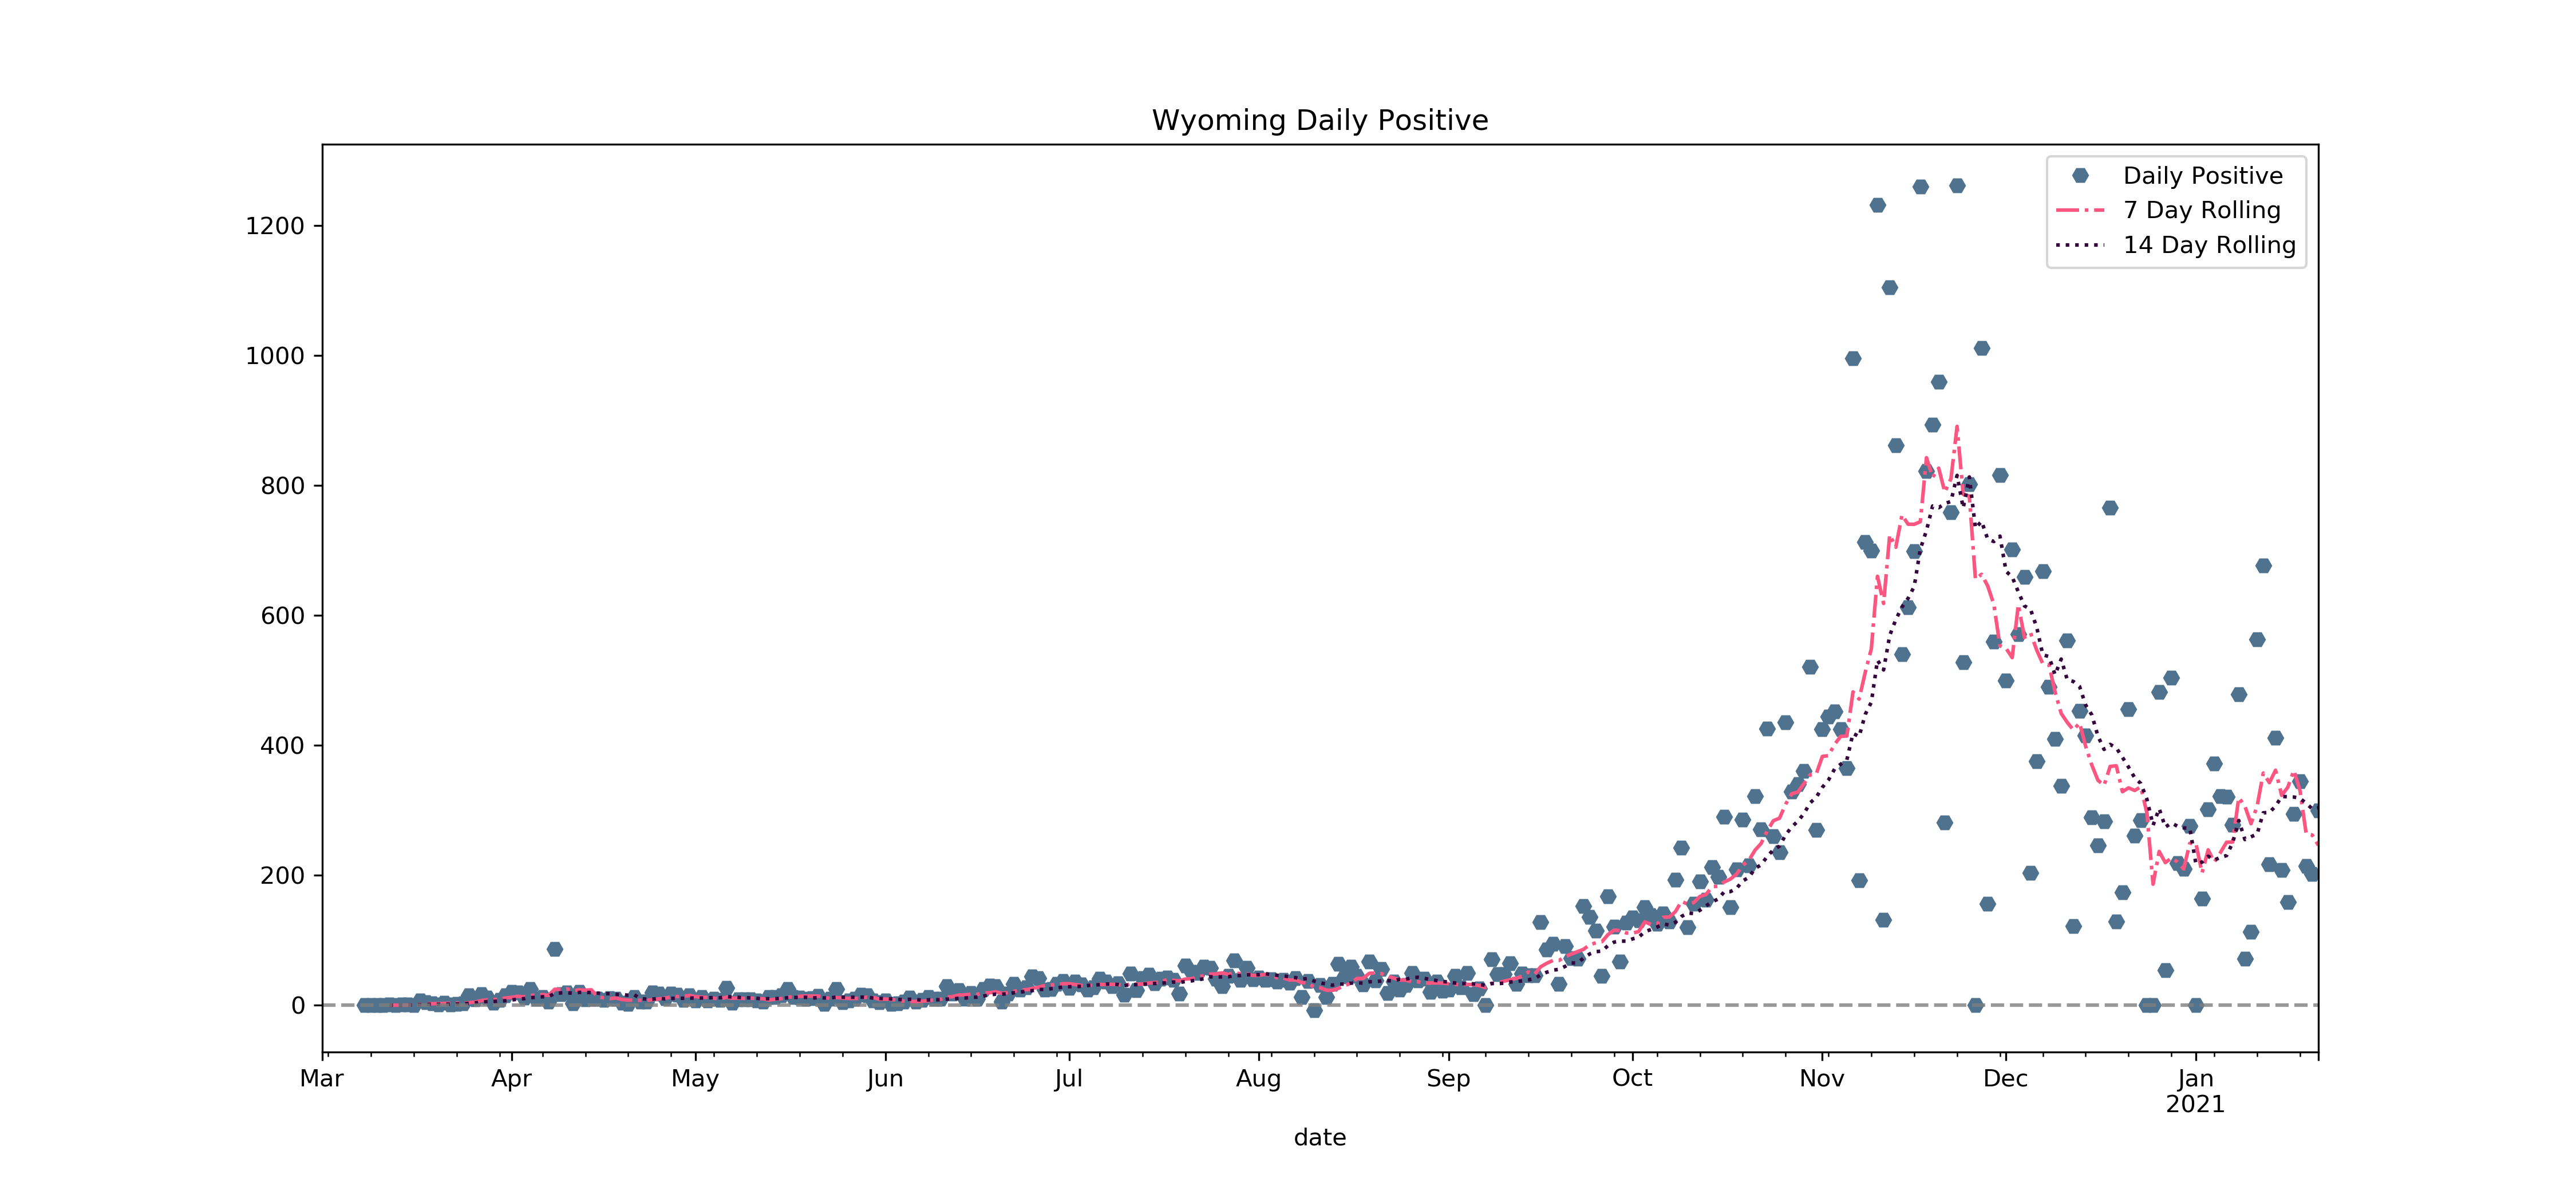 Wyoming Daily Positive
Daily Positive
7 Day Rolling
14 Day Rolling
1200
1000
800
600
400
200
0
Mar Apr May Jun Jul Aug Sep Oct Nov Dec Jan
2021
date